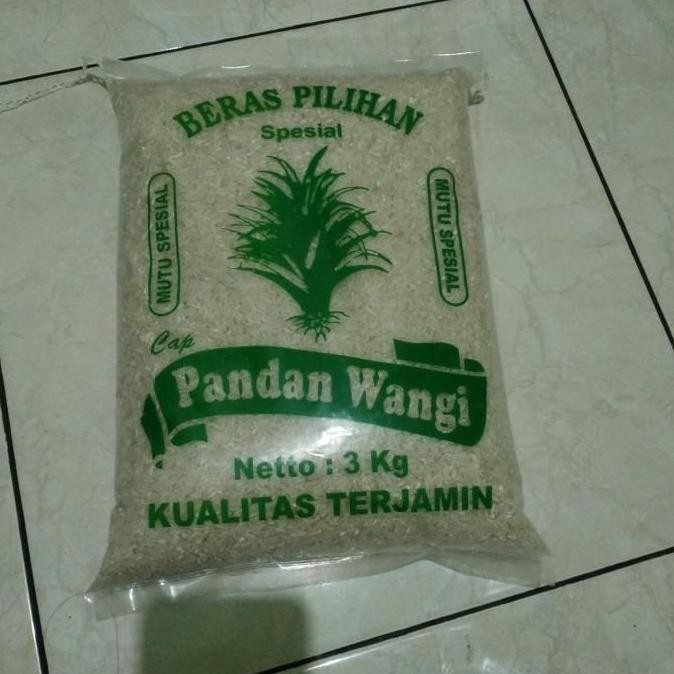 BERAS PILIHAN
Spesial
MUTU SPESIAL
MUTU SPESIAL
Cap
Pandan Wangi
Netto : 3 Kg
KUALITAS TERJAMIN